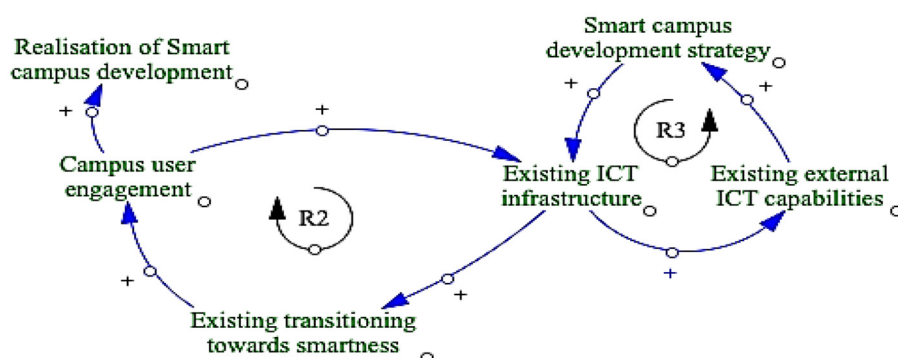 Realisation of Smart
campus development
Smart campus
development strategy
+
+
+
+
R3
Campus user
engagement
Existing ICT
infrastructure
Existing external
ICT capabilities
R2
+
+
+
Existing transitioning
towards smartness